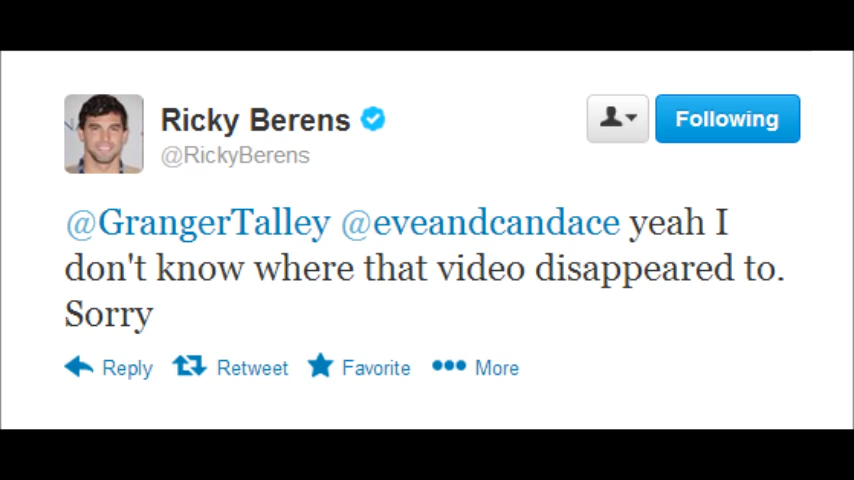 Ricky Berens
@RickyBerens
Following
@GrangerTalley @eveandcandace yeah I
don't know where that video disappeared to.
Sorry
Reply Retweet Favorite More